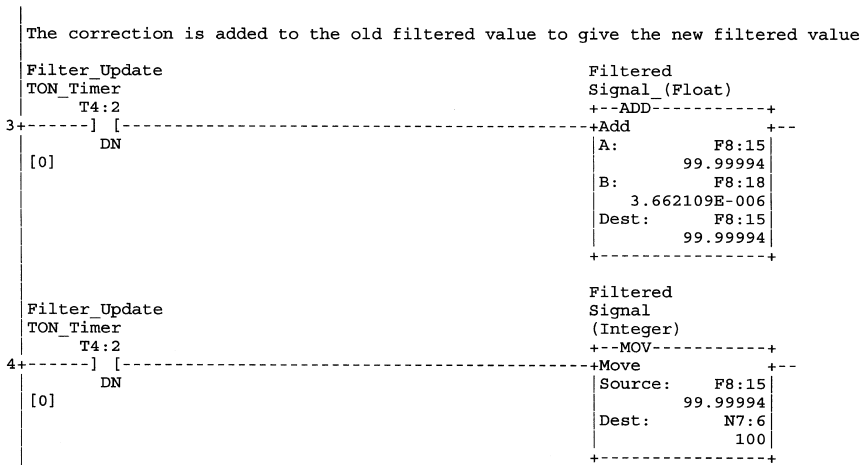 The correction is added to the old filtered value to give the new filtered value
Filter_Update
TON_Timer
T4:2
3+------] [--------------------------------------------------+Add +--
DN
[0]
Filtered
Signal_(Float)
+--ADD-----------+
A: F8:15
99.99994
B: F8:18
3.662109E-006
Dest: F8:15
99.99994
+----------------+
Filter_Update
TON_Timer
T4:2
4+------] [--------------------------------------------------+Move +--
DN
[0]
Filtered
Signal
(Integer)
+--MOV-----------+
Source: F8:15
99.99994
Dest: N7:6
100
+----------------+